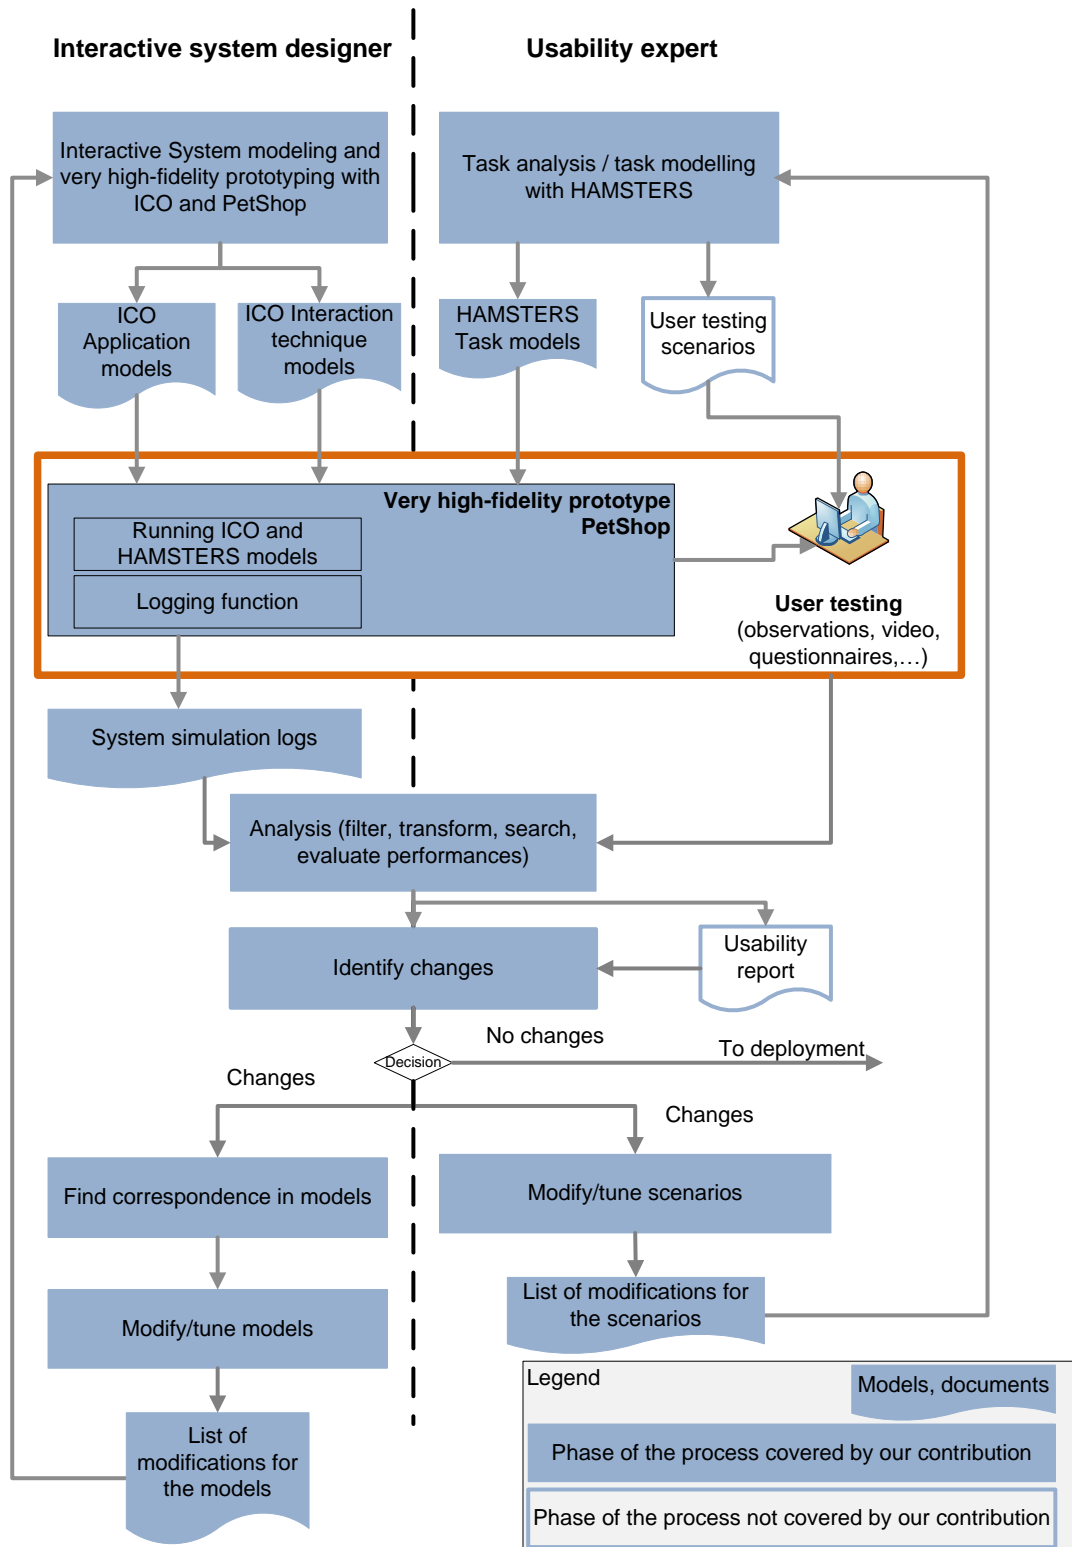 Interactive system designer
Usability expert
Interactive System modeling and
very high-fidelity prototyping with
ICO and PetShop
Task analysis / task modelling
with HAMSTERS
ICO
Application
models
ICO Interaction
technique
models
HAMSTERS
Task models
User testing
scenarios
Very high-fidelity prototype
PetShop
Running ICO and
HAMSTERS models
Logging function
User testing
(observations, video,
questionnaires,...)
System simulation logs
Analysis (filter, transform, search,
evaluate performances)
Identify changes
Usability
report
No changes
To deployment
Decision
Changes
Changes
Find correspondence in models
Modify/tune scenarios
List of modifications for
the scenarios
Modify/tune models
List of
modifications for
the models
Legend
Models, documents
Phase of the process covered by our contribution
Phase of the process not covered by our contribution